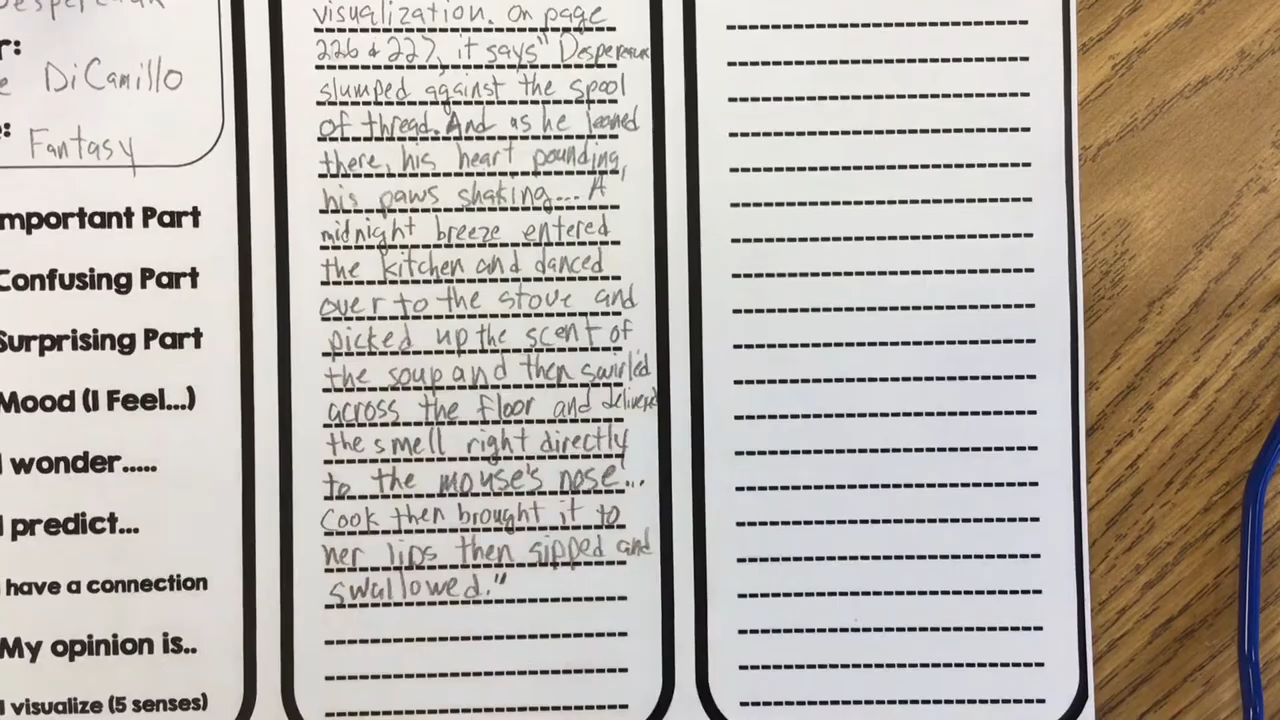 Desperaux
r:
e DiCamillo
e: Fantasy
mportant Part
Confusing Part
Surprising Part
Mood (I Feel...)
I wonder.....
I predict...
I have a connection
My opinion is..
I visualize (5 senses)
visualization. On page
226 & 227, it says " Desperaux
slumped against the spool
of thread. And as he leaned
there, his heart pounding,
his paws shaking... A
midnight breeze entered
the kitchen and danced
over to the stove and
picked up the scent of
the soup and then swirled
across the floor and delivered
the smell right directly
to the mouse's nose...
Cook then brought it to
her lips then sipped and
swallowed."